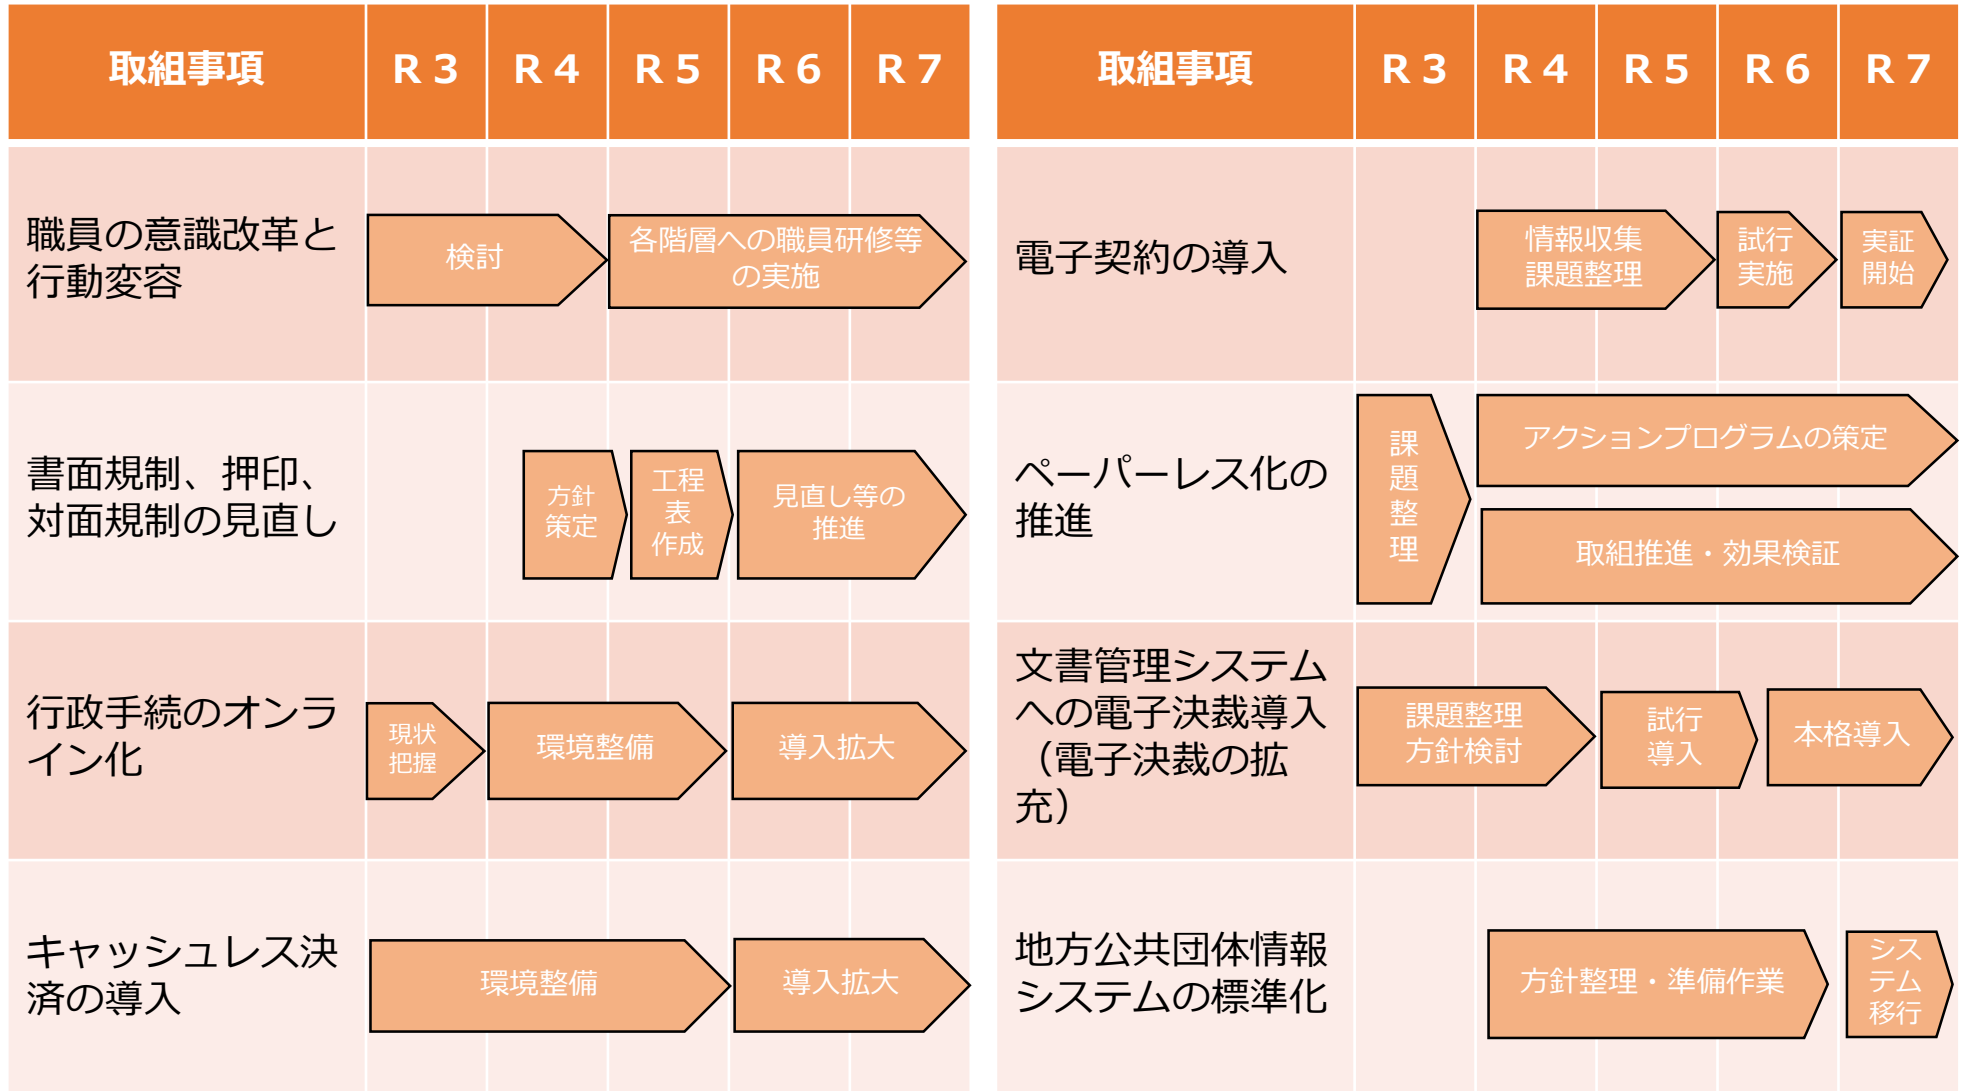 取組事項 R３ R４ R５ R６ R７
職員の意識改革と
行動変容
検討
各階層への職員研修等
の実施
書面規制、押印、
対面規制の見直し
方針
策定
工程
表
作成
見直し等の
推進
行政手続のオンラ
イン化
現状
把握
環境整備
導入拡大
キャッシュレス決
済の導入
環境整備
導入拡大
取組事項 R３ R４ R５ R６ R７
電子契約の導入
情報収集
課題整理
試行
実施
実証
開始
ペーパーレス化の
推進
課
題
整
理
アクションプログラムの策定
取組推進・効果検証
文書管理システム
への電子決裁導入
（電子決裁の拡
充）
課題整理
方針検討
試行
導入
本格導入
地方公共団体情報
システムの標準化
方針整理・準備作業
シス
テム
移行